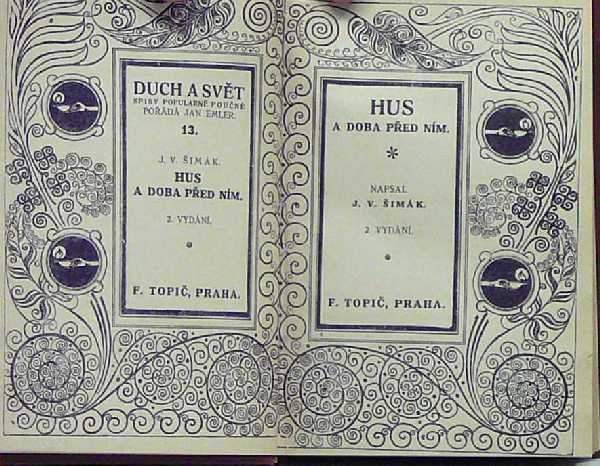 DUCH A SVĚT
SPISY POPULÁRNĚ POUČNÉ
POŘÁDÁ JAN EMLER.
13.
J. V. ŠIMÁK.
HUS
A DOBA PŘED NÍM.
2. VYDÁNÍ.
F. TOPIČ, PRAHA.
HUS
A DOBA PŘED NÍM.
*
NAPSAL
J. V. ŠIMÁK.
2. VYDÁNÍ.
F. TOPIČ, PRAHA.